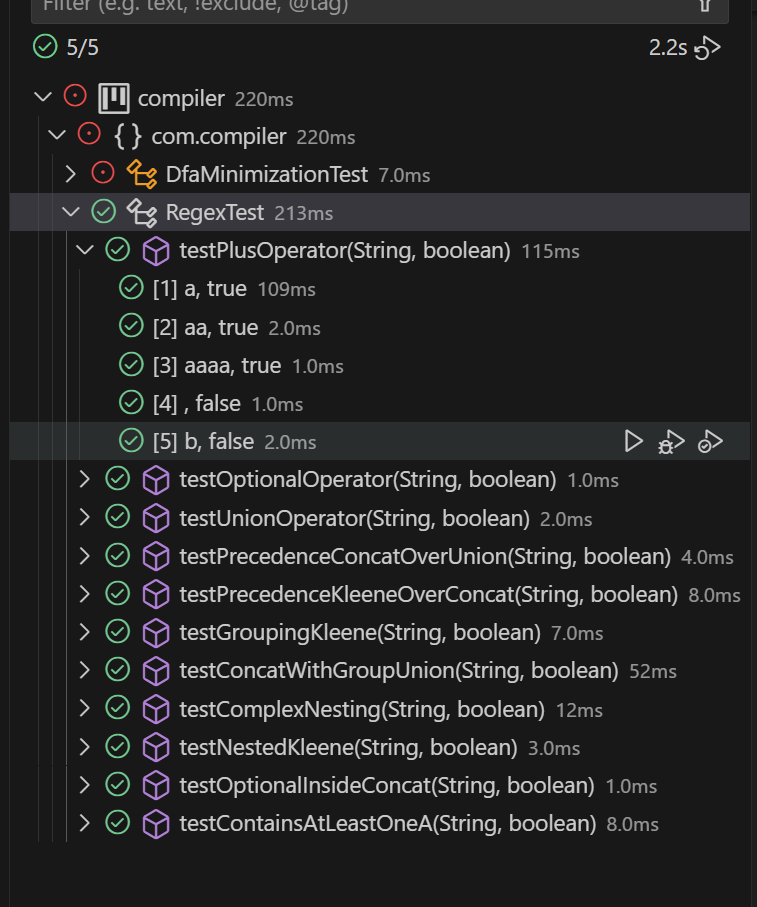 Filter (e.g. text, !exclude, @tag)
5/5 2.2s
compiler 220ms
{} com.compiler 220ms
DfaMinimizationTest 7.0ms
RegexTest 213ms
testPlusOperator(String, boolean) 115ms
[1] a, true 109ms
[2] aa, true 2.0ms
[3] aaaa, true 1.0ms
[4] , false 1.0ms
[5] b, false 2.0ms
testOptionalOperator(String, boolean) 1.0ms
testUnionOperator(String, boolean) 2.0ms
testPrecedenceConcatOverUnion(String, boolean) 4.0ms
testPrecedenceKleeneOverConcat(String, boolean) 8.0ms
testGroupingKleene(String, boolean) 7.0ms
testConcatWithGroupUnion(String, boolean) 52ms
testComplexNesting(String, boolean) 12ms
testNestedKleene(String, boolean) 3.0ms
testOptionalInsideConcat(String, boolean) 1.0ms
testContainsAtLeastOneA(String, boolean) 8.0ms